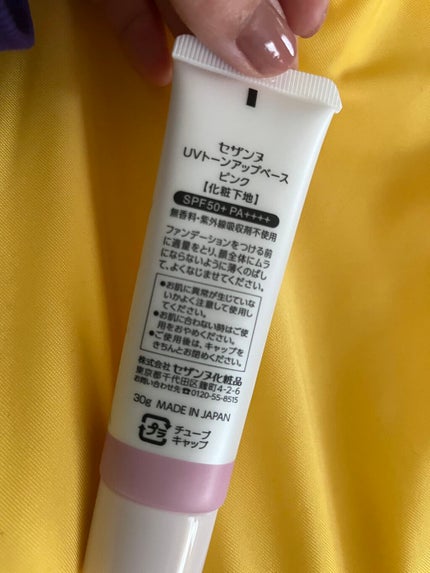 セザンヌ
UVトーンアップベース
ピンク
【化粧下地】
SPF50+ PA++++
無香料・紫外線吸収剤不使用
ファンデーションをつける前
に適量をとり、顔全体にムラ
にならないように薄くのばし
て、よくなじませてください。
●お肌に異常が生じていな
いかよく注意して使用し
てください。
●お肌に合わない時はご使
用をおやめください。
●ご使用後は、キャップを
きちんとお閉めください。
株式会社 セザンヌ化粧品
東京都千代田区麹町4-2-6
お問い合わせ先 ☎0120-55-8515
30g MADE IN JAPAN
プラ
チューブ
キャップ